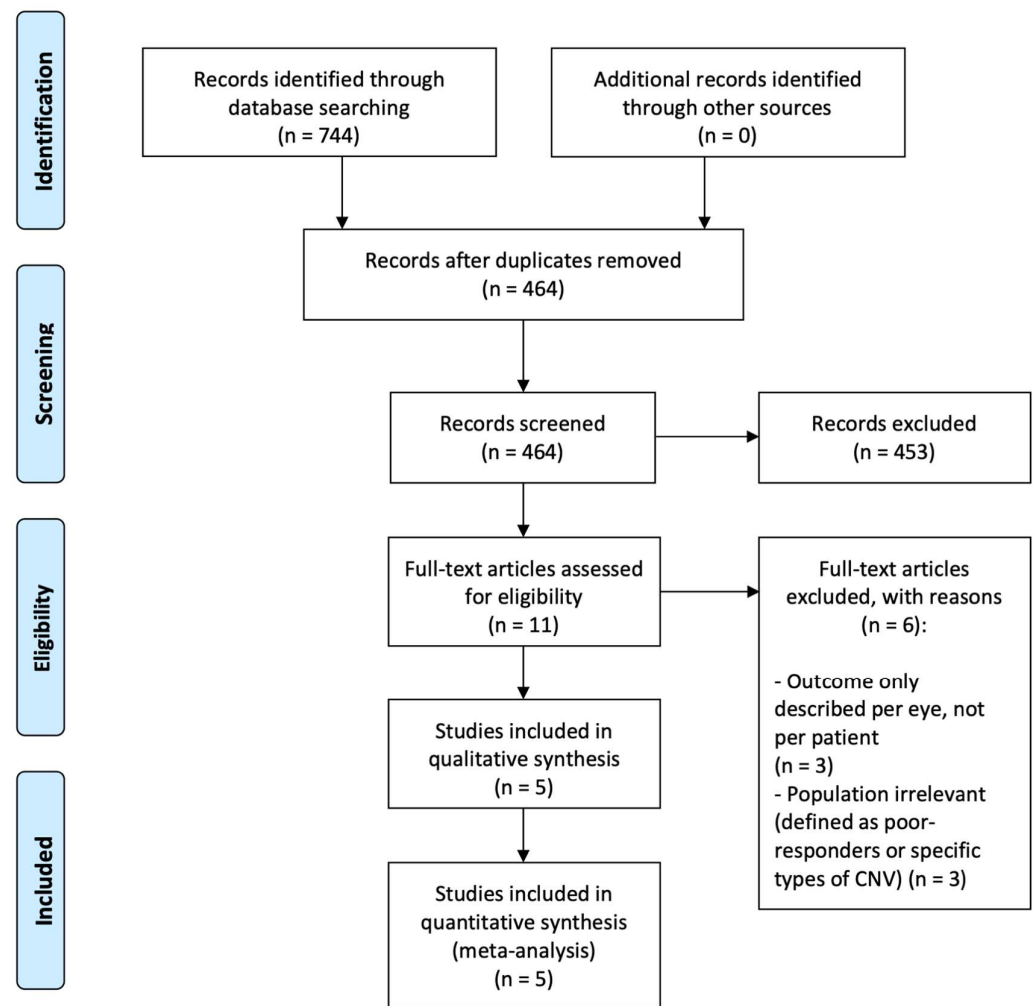 Identification
Records identified through
database searching
(n = 744)
Additional records identified
through other sources
(n = 0)
Records after duplicates removed
(n = 464)
Screening
Records screened
(n = 464)
Records excluded
(n = 453)
Eligibility
Full-text articles assessed
for eligibility
(n = 11)
Full-text articles
excluded, with reasons
(n = 6):
- Outcome only
described per eye, not
per patient
(n = 3)
- Population irrelevant
(defined as poor-
responders or specific
types of CNV) (n = 3)
Studies included in
qualitative synthesis
(n = 5)
Included
Studies included in
quantitative synthesis
(meta-analysis)
(n = 5)